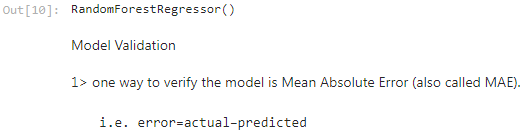 Out[10]: RandomForestRegressor()
Model Validation
1> one way to verify the model is Mean Absolute Error (also called MAE).
i.e. error=actual-predicted